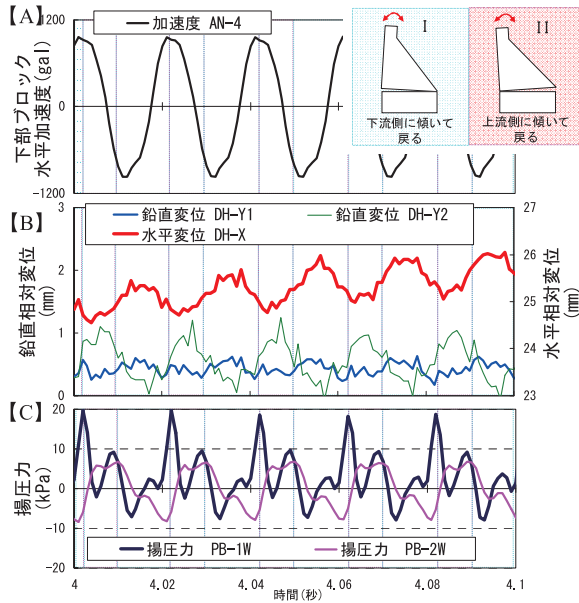 【A】
1200
0
-1200
下部ブロック
水平加速度(gal)
加速度 AN-4
I
下流側に傾いて
戻る
II
上流側に傾いて
戻る
【B】
3
2
1
0
鉛直相対変位
(mm)
鉛直変位 DH-Y1
鉛直変位 DH-Y2
水平変位 DH-X
27
26
25
24
23
水平相対変位
(mm)
【C】
20
10
0
-10
-20
揚圧力
(kPa)
揚圧力 PB-1W
揚圧力 PB-2W
4
4.02
4.04
4.06
4.08
4.1
時間(秒)